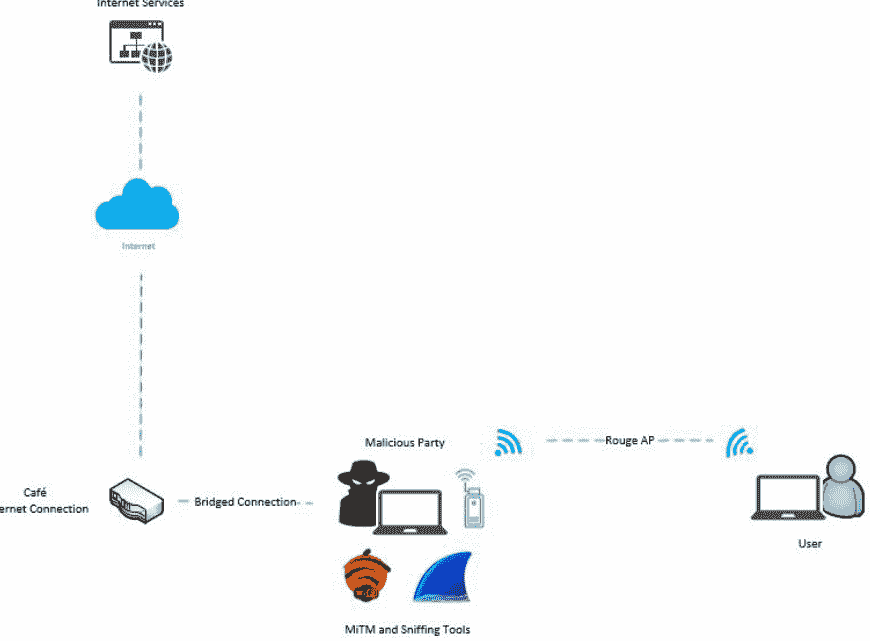 Internet Services
Internet
Malicious Party
Rouge AP
Café
ernet Connection
Bridged Connection
User
MiTM and Sniffing Tools